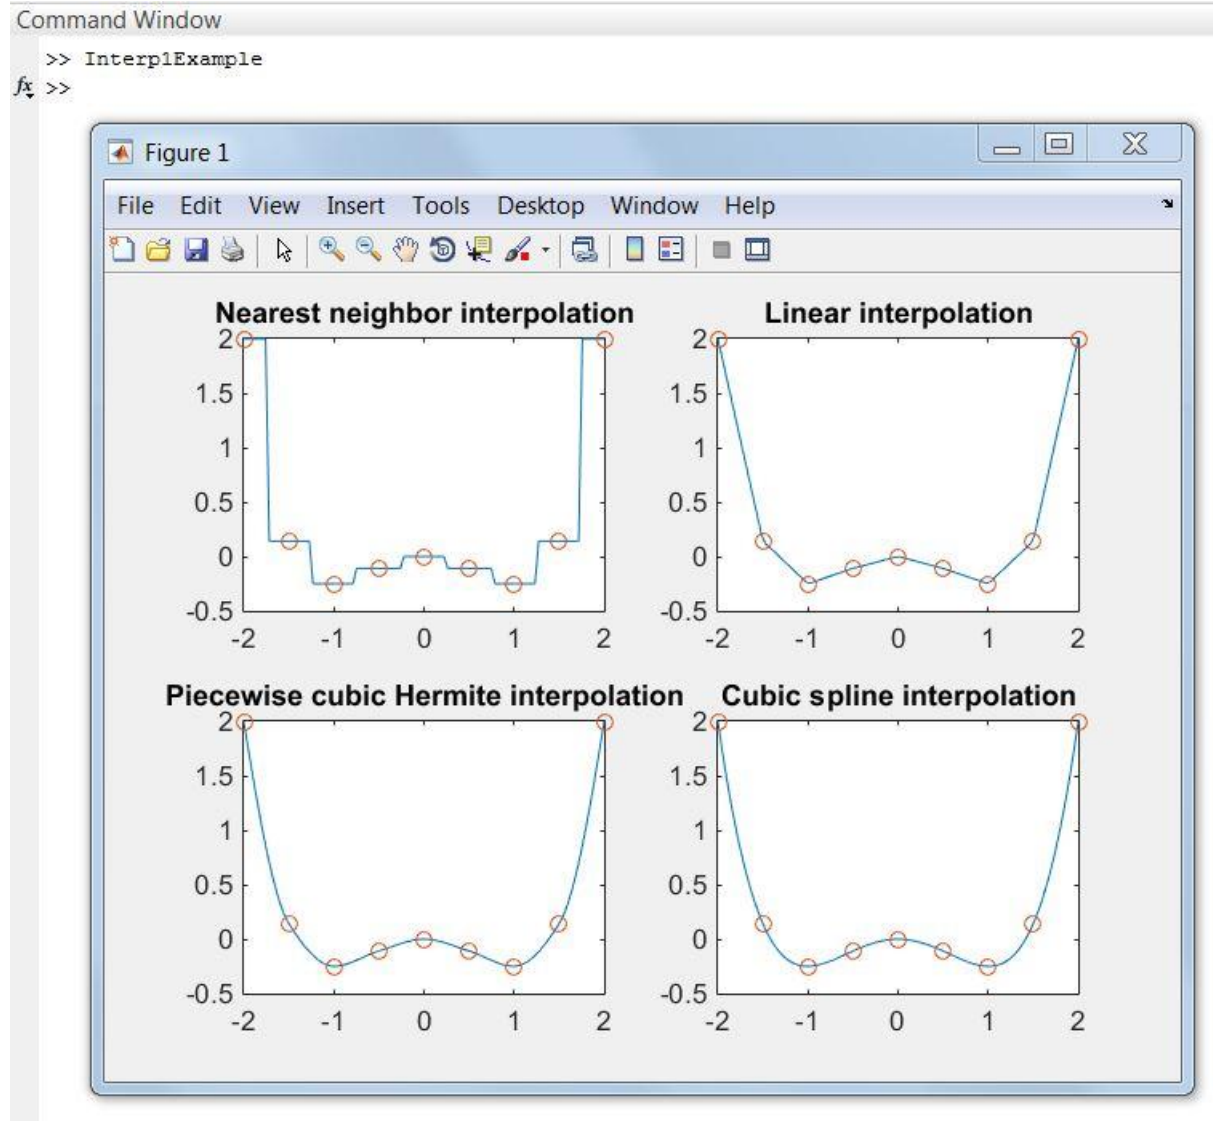 Command Window
>> Interp1Example
fx >>
Figure 1
File Edit View Insert Tools Desktop Window Help
Nearest neighbor interpolation
2
1.5
1
0.5
0
-0.5
-2 -1 0 1 2
Linear interpolation
2
1.5
1
0.5
0
-0.5
-2 -1 0 1 2
Piecewise cubic Hermite interpolation
2
1.5
1
0.5
0
-0.5
-2 -1 0 1 2
Cubic spline interpolation
2
1.5
1
0.5
0
-0.5
-2 -1 0 1 2